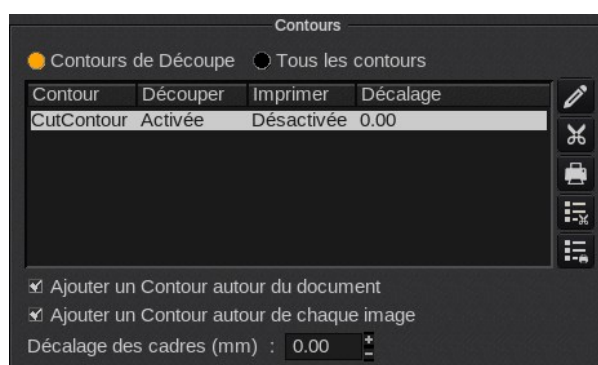 Contours
Contours de Découpe Tous les contours
Contour Découper Imprimer Décalage
CutContour Activée Désactivée 0.00
Ajouter un Contour autour du document
Ajouter un Contour autour de chaque image
Décalage des cadres (mm) : 0.00